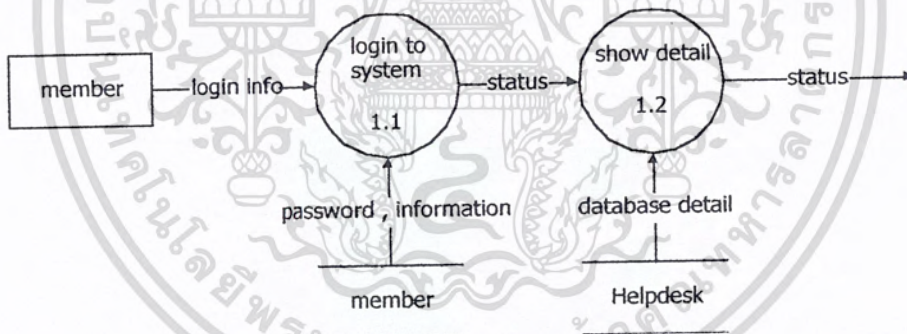 member
login info
login to
system
1.1
status
show detail
1.2
status
password , information
database detail
member
Helpdesk